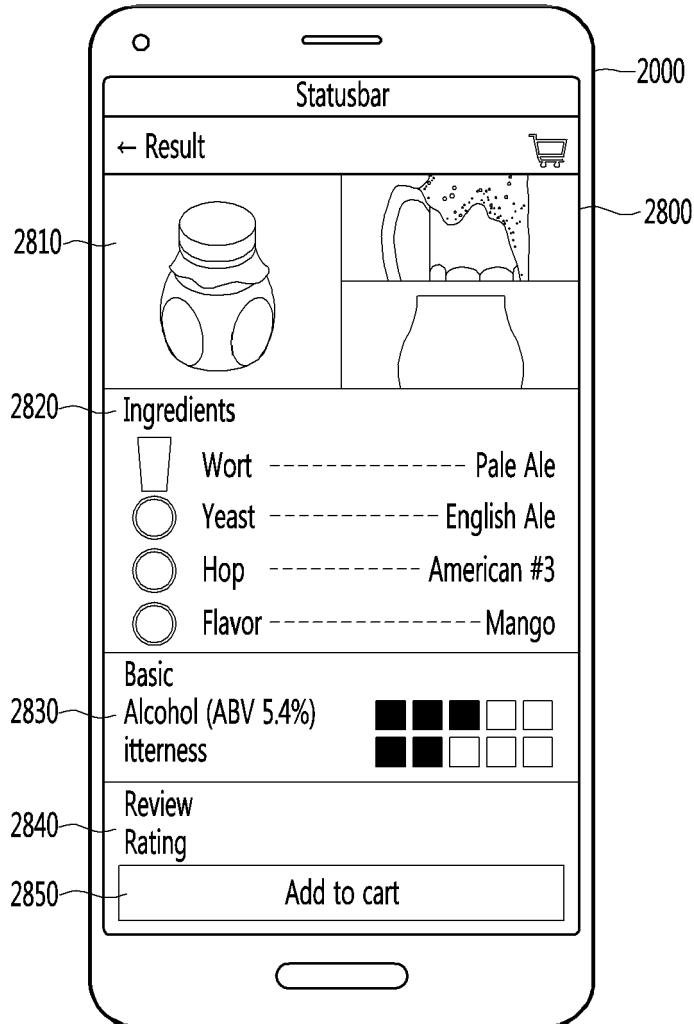 2000
Statusbar
← Result
2800
2810
2820
Ingredients
Wort Pale Ale
Yeast English Ale
Hop American #3
Flavor Mango
Basic
2830
Alcohol (ABV 5.4%)
itterness
Review
2840
Rating
2850
Add to cart